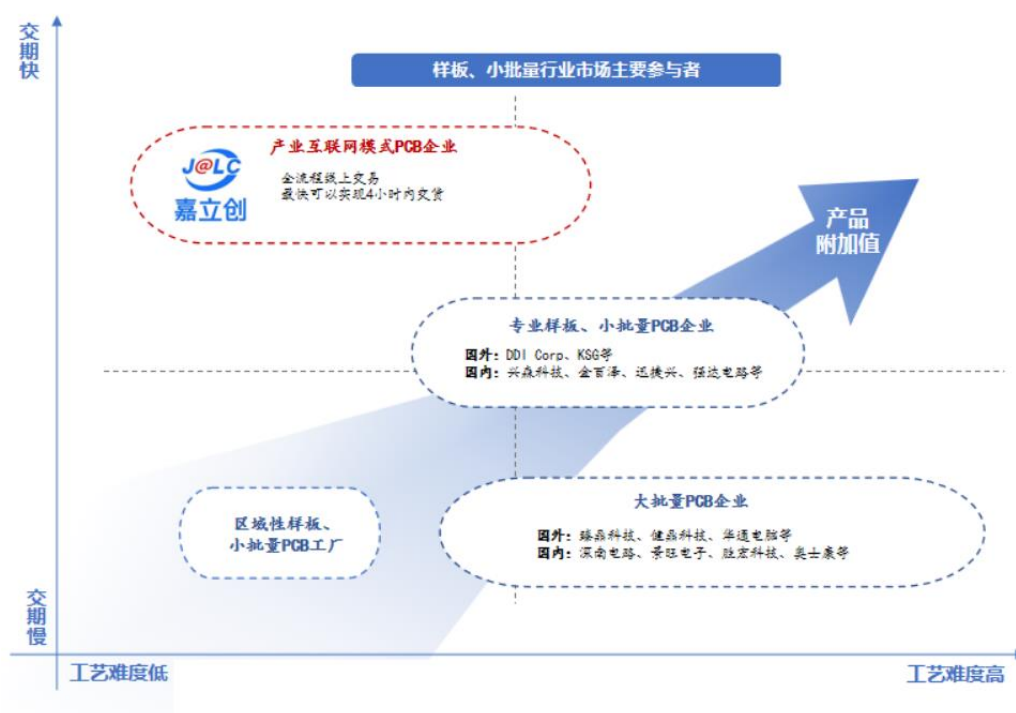 交期快
样板、小批量行业市场主要参与者
产业互联网模式PCB企业
J@LC
嘉立创
全流程线上交易
最快可以实现4小时内交货
产品
附加值
专业样板、小批量PCB企业
国外：DDI Corp、KSG等
国内：兴森科技、金百泽、迅捷兴、强达电路等
区域性样板、
小批量PCB工厂
大批量PCB企业
国外：臻鼎科技、健鼎科技、华通电脑等
国内：深南电路、景旺电子、胜宏科技、奥士康等
交期慢
工艺难度低
工艺难度高